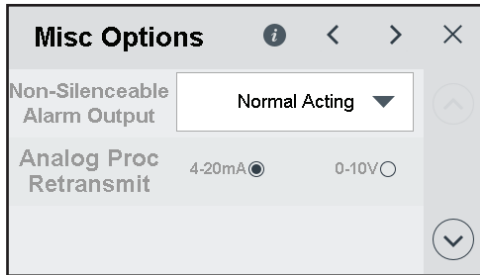 Misc Options
Non-Silenceable
Alarm Output
Normal Acting
Analog Proc
Retransmit
4-20mA
0-10V